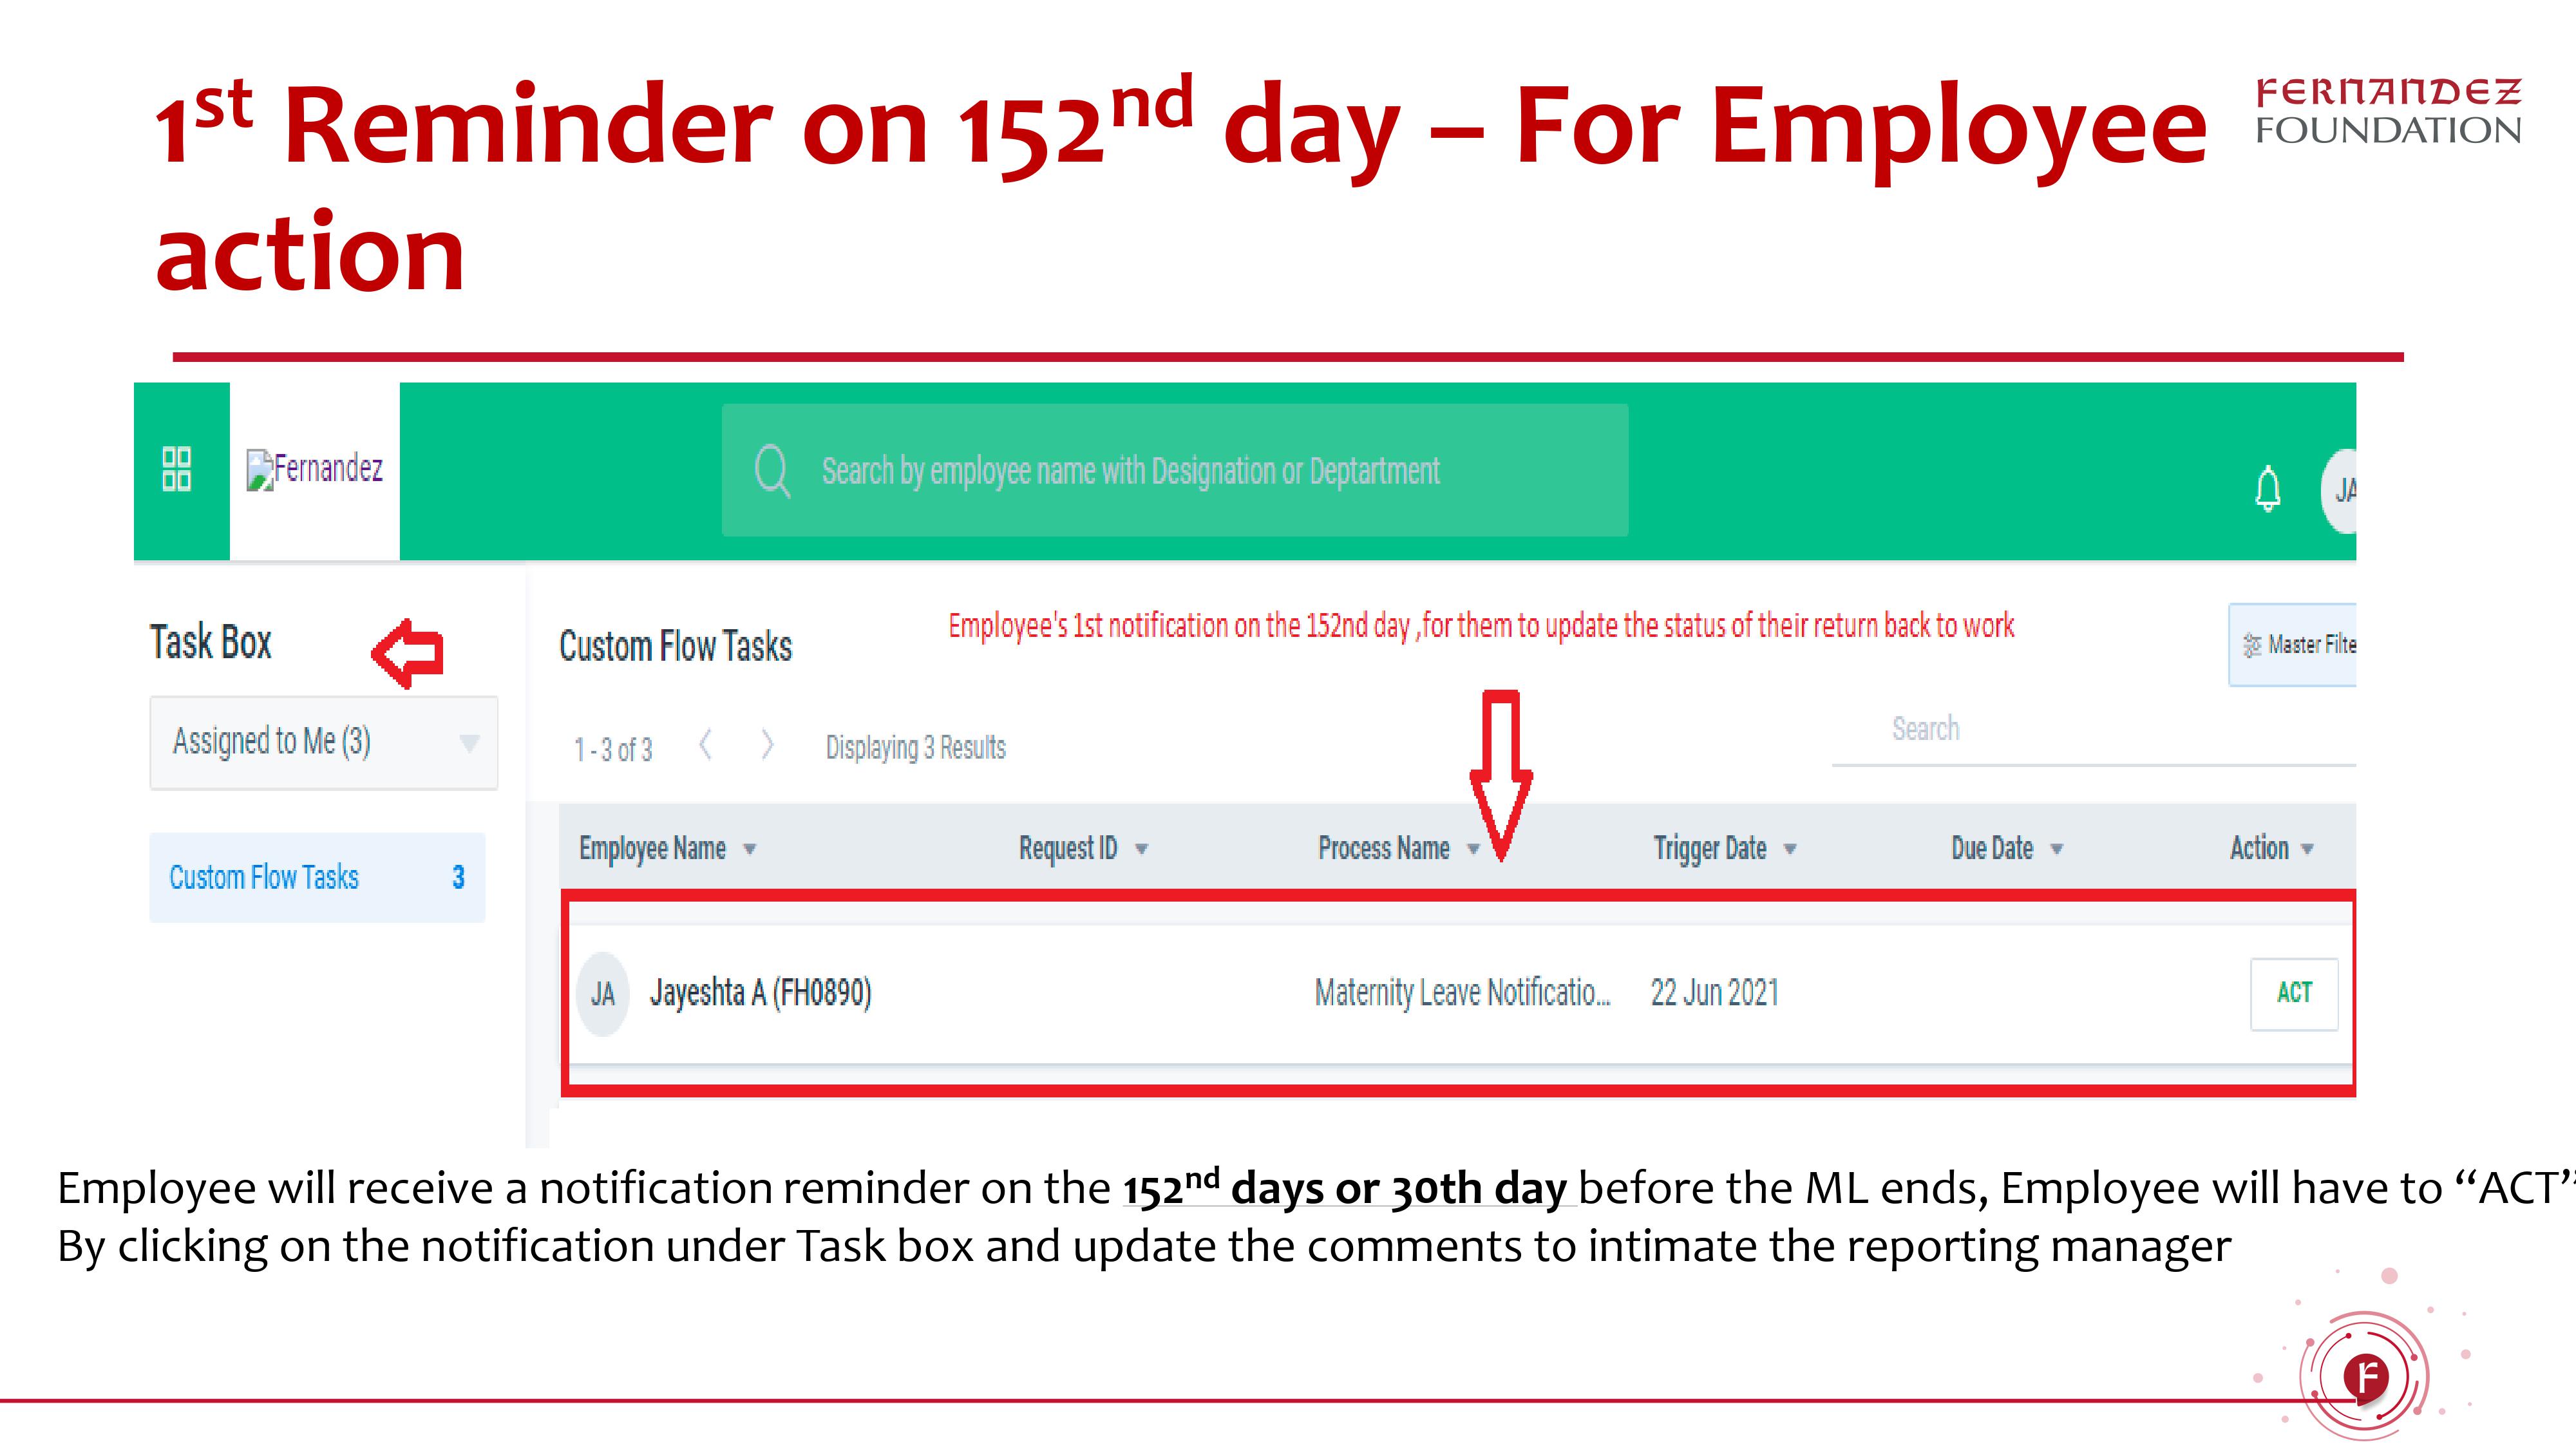 1st Reminder on 152nd day – For Employee
action
FERNANDEZ
FOUNDATION
Fernandez
Search by employee name with Designation or Deptartment
JA
Task Box
Assigned to Me (3)
Custom Flow Tasks 3
Custom Flow Tasks
Employee's 1st notification on the 152nd day ,for them to update the status of their return back to work
Master Filte
1 - 3 of 3 Displaying 3 Results
Search
Employee Name Request ID Process Name Trigger Date Due Date Action
JA Jayeshta A (FH0890) Maternity Leave Notificatio... 22 Jun 2021 ACT
Employee will receive a notification reminder on the 152nd days or 30th day before the ML ends, Employee will have to “ACT”
By clicking on the notification under Task box and update the comments to intimate the reporting manager
F